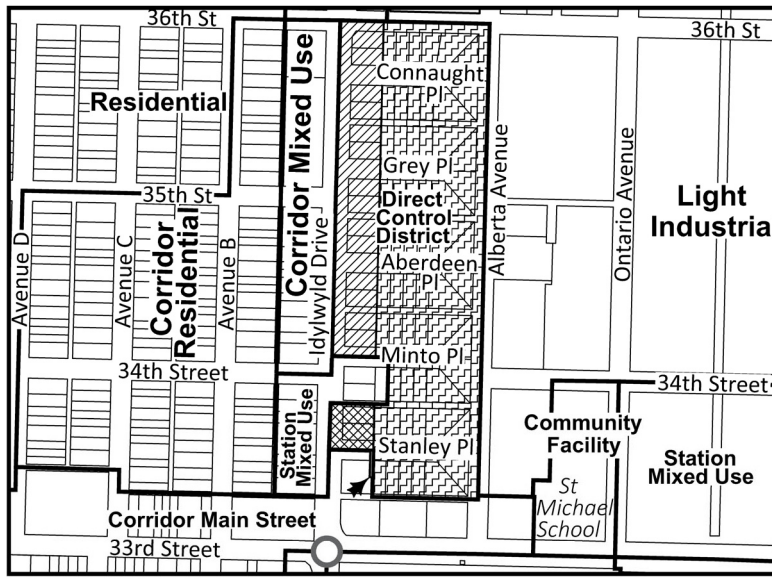 36th St
36th St
Connaught
Pl
Residential
Corridor Mixed Use
Grey Pl
35th St
Direct
Control
District
Light
Industria
Alberta Avenue
Ontario Avenue
Avenue D
Avenue C
Corridor
Residential
Avenue B
Idylwyld Drive
Aberdeen
Pl
Minto Pl
34th Street
34th Street
Station
Mixed Use
Stanley Pl
Community
Facility
Station
Mixed Use
St
Michael
School
Corridor Main Street
33rd Street